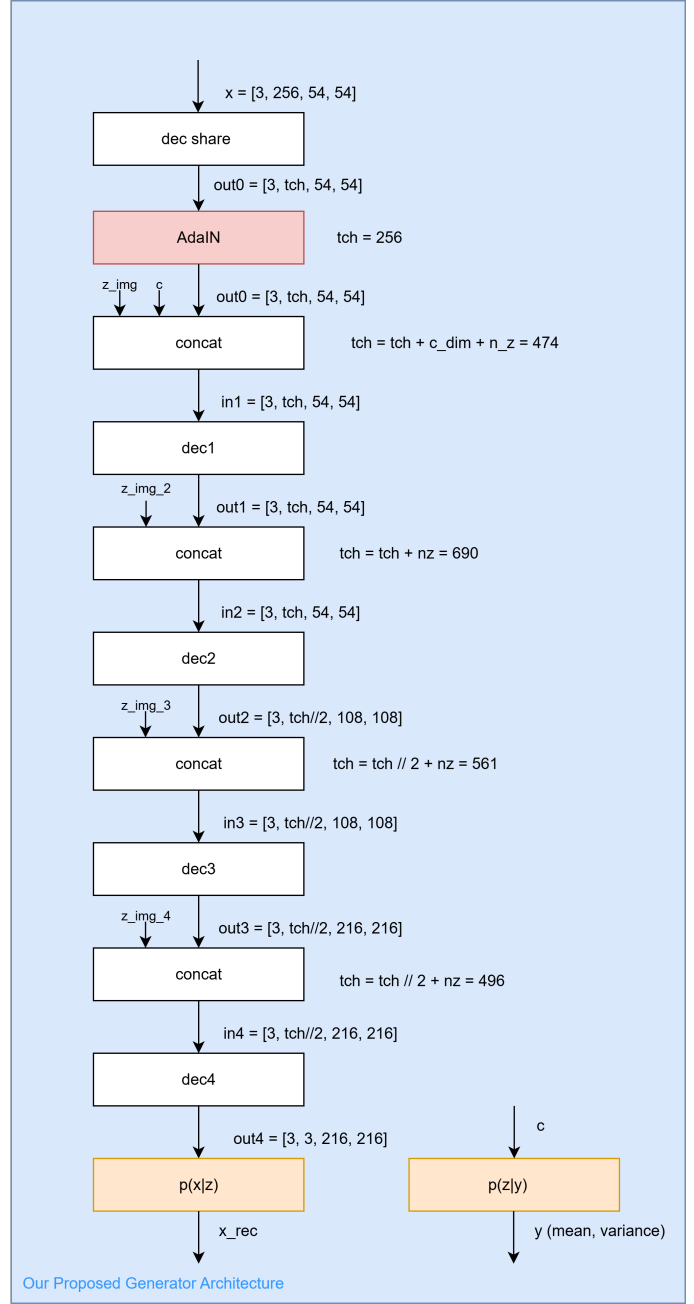 x = [3, 256, 54, 54]
dec share
out0 = [3, tch, 54, 54]
AdaIN
tch = 256
z_img
c
out0 = [3, tch, 54, 54]
concat
tch = tch + c_dim + n_z = 474
in1 = [3, tch, 54, 54]
dec1
z_img_2
out1 = [3, tch, 54, 54]
concat
tch = tch + nz = 690
in2 = [3, tch, 54, 54]
dec2
z_img_3
out2 = [3, tch//2, 108, 108]
concat
tch = tch // 2 + nz = 561
in3 = [3, tch//2, 108, 108]
dec3
z_img_4
out3 = [3, tch//2, 216, 216]
concat
tch = tch // 2 + nz = 496
in4 = [3, tch//2, 216, 216]
dec4
c
out4 = [3, 3, 216, 216]
p(x|z)
p(z|y)
x_rec
y (mean, variance)
Our Proposed Generator Architecture